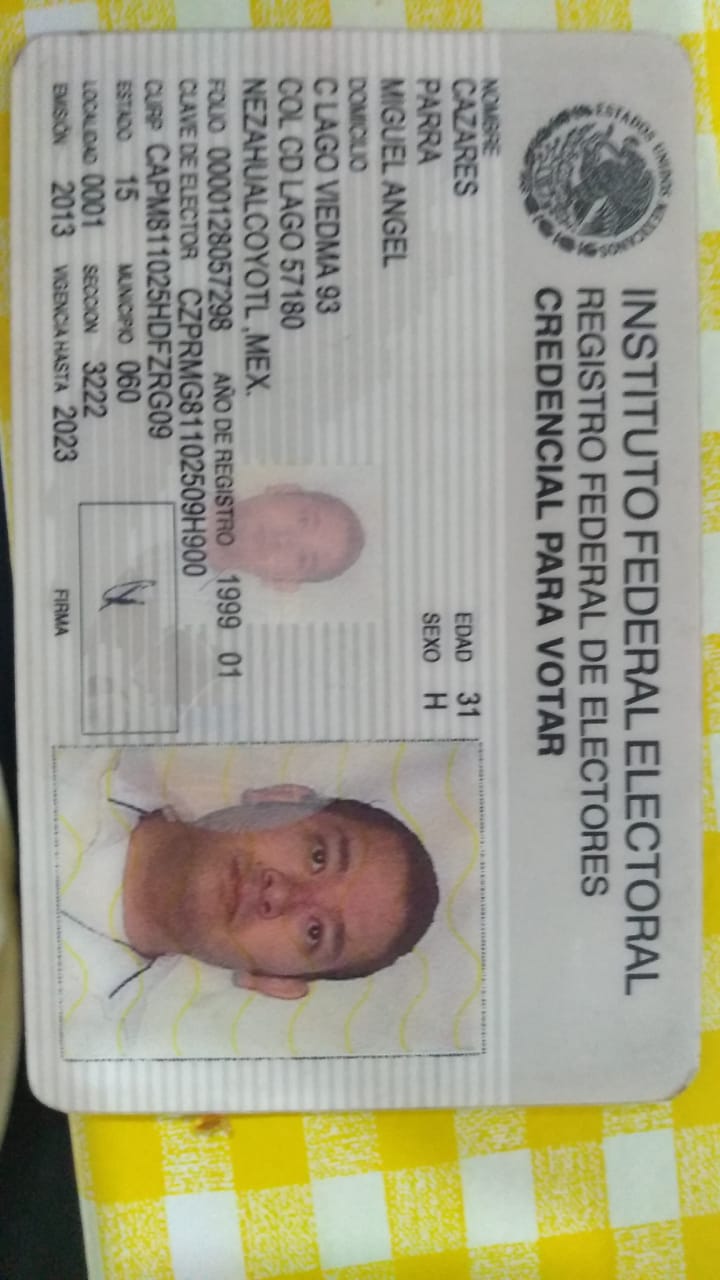 ESTADOS UNIDOS MEXICANOS
INSTITUTO FEDERAL ELECTORAL
REGISTRO FEDERAL DE ELECTORES
CREDENCIAL PARA VOTAR
NOMBRE
CAZARES
PARRA
MIGUEL ANGEL
EDAD 31
SEXO H
DOMICILIO
C LAGO VIEDMA 93
COL CD LAGO 57180
NEZAHUALCOYOTL ,MEX.
FOLIO 0000128057298 AÑO DE REGISTRO 1999 01
CLAVE DE ELECTOR CZPRMG81102509H900
CURP CAPM811025HDFZRG09
ESTADO 15 MUNICIPIO 060
LOCALIDAD 0001 SECCION 3222
EMISIÓN 2013 VIGENCIA HASTA 2023
FIRMA